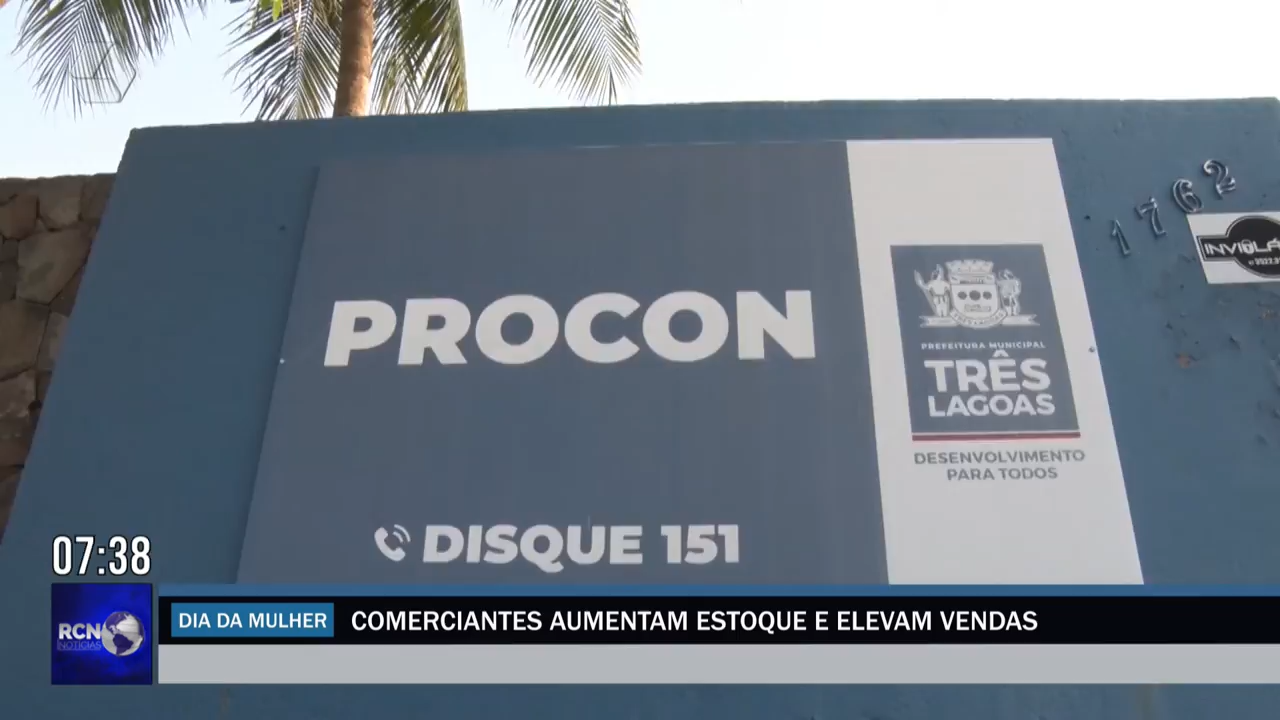 1762
INVIOLÁ
PROCON
PREFEITURA MUNICIPAL
TRÊS
LAGOAS
DESENVOLVIMENTO
PARA TODOS
DISQUE 151
07:38
RCN
NOTÍCIAS
DIA DA MULHER
COMERCIANTES AUMENTAM ESTOQUE E ELEVAM VENDAS